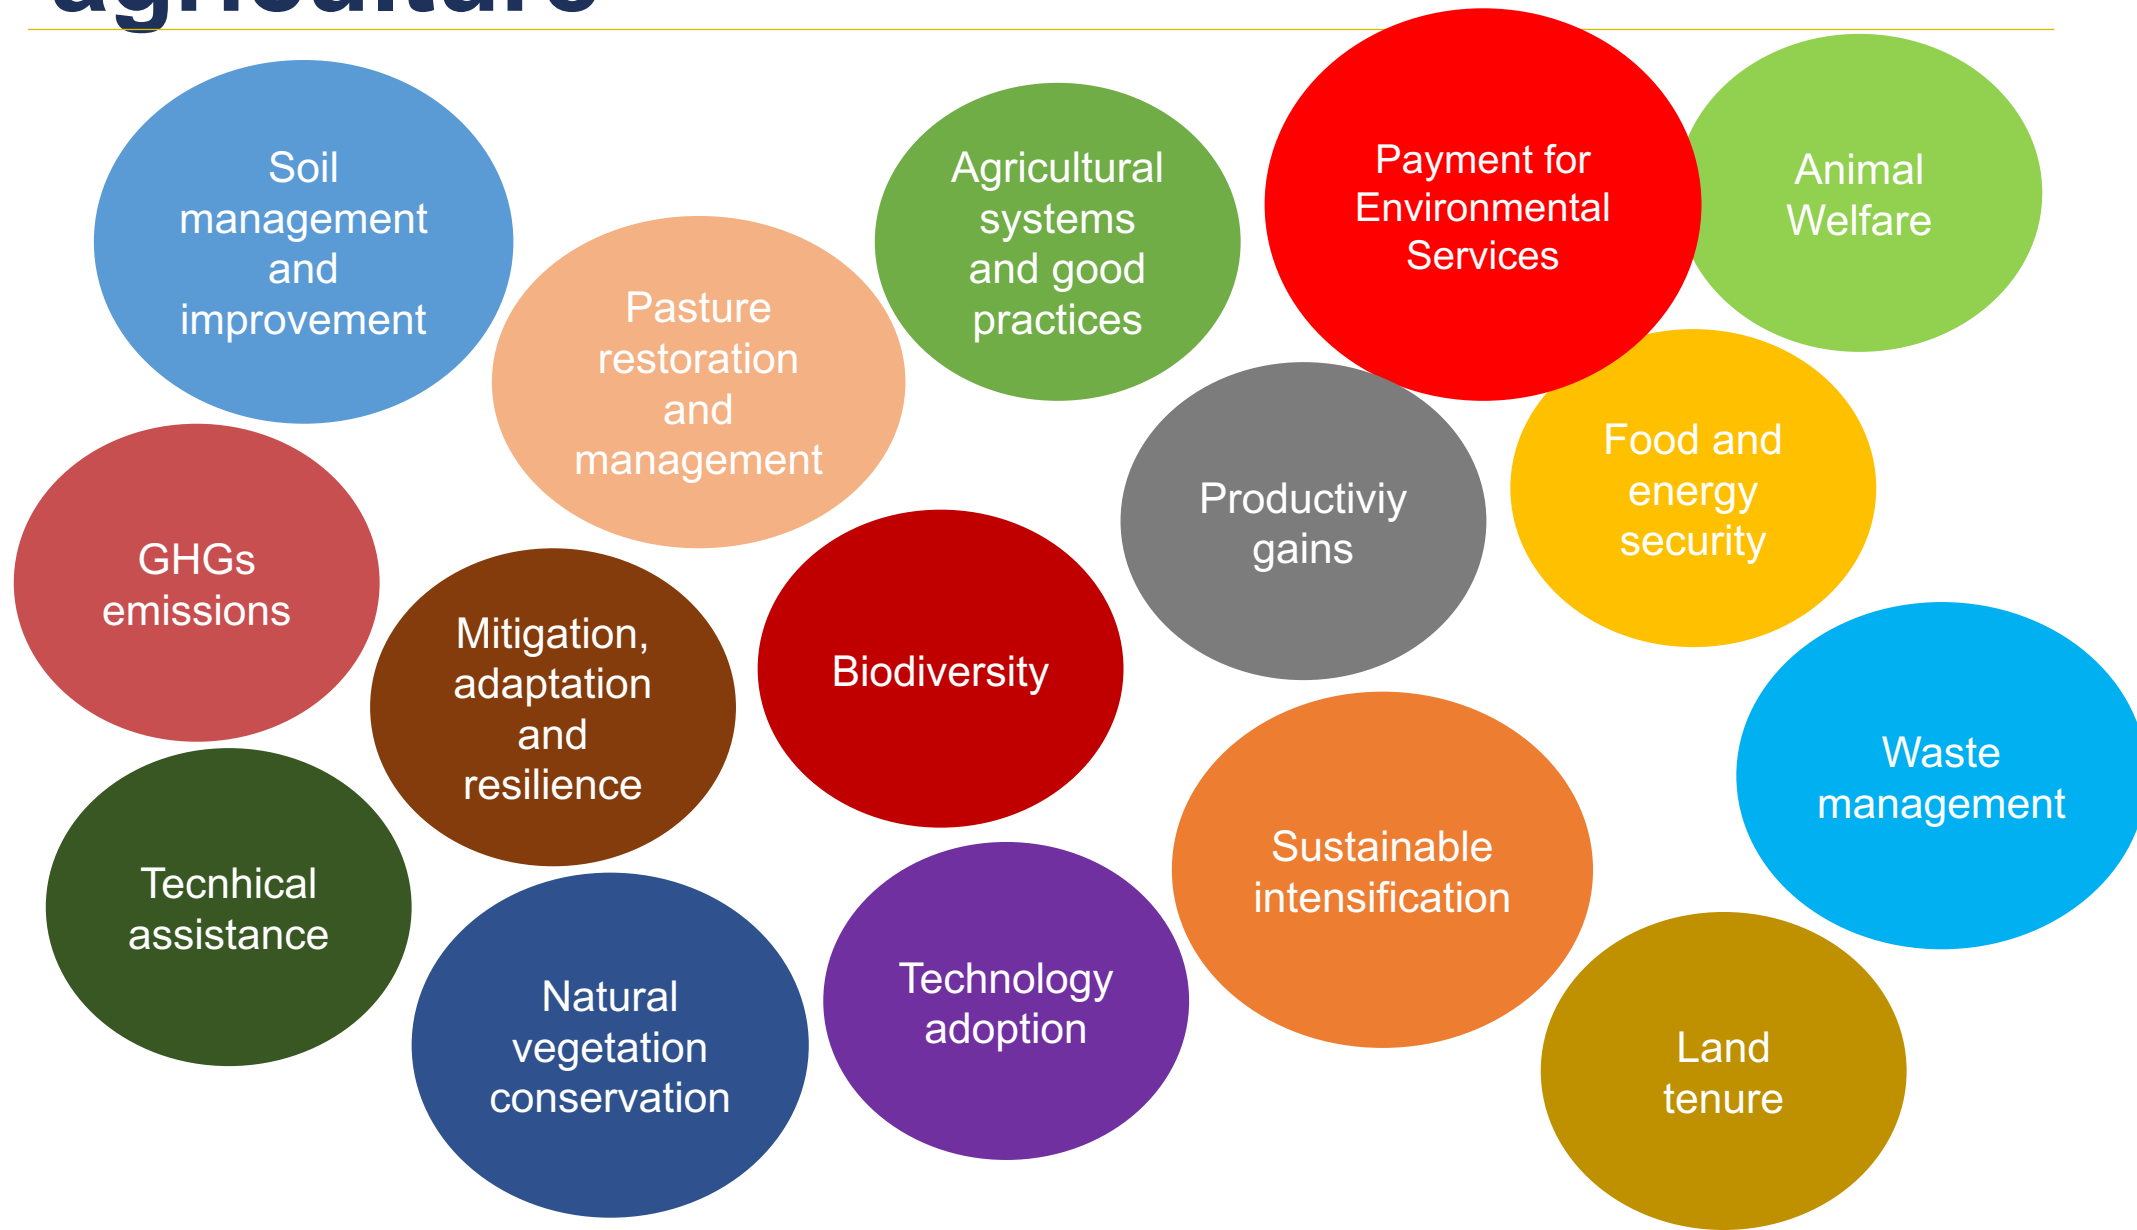 agriculture
Soil
management
and
improvement
Pasture
restoration
and
management
Agricultural
systems
and good
practices
Payment for
Environmental
Services
Animal
Welfare
GHGs
emissions
Mitigation,
adaptation
and
resilience
Biodiversity
Productiviy
gains
Food and
energy
security
Waste
management
Tecnhical
assistance
Natural
vegetation
conservation
Technology
adoption
Sustainable
intensification
Land
tenure